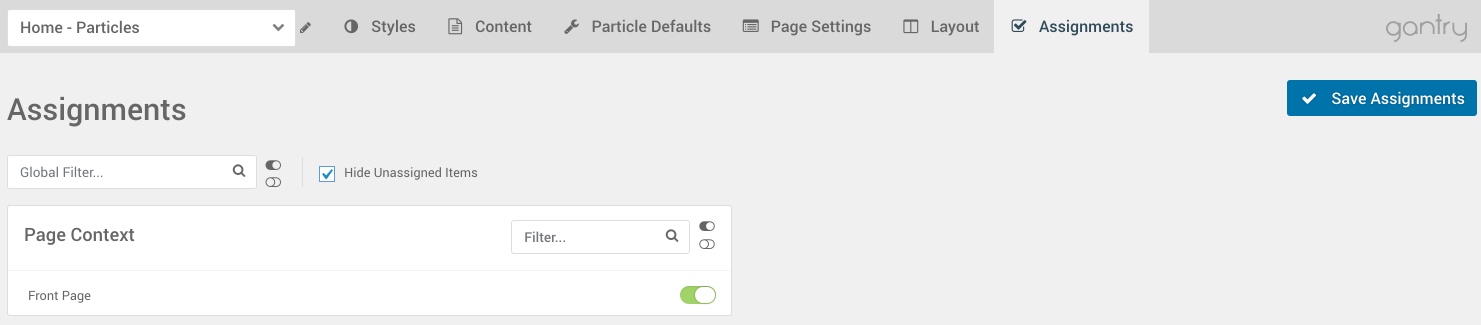 Home - Particles
Styles
Content
Particle Defaults
Page Settings
Layout
Assignments
gantry
Assignments
Save Assignments
Global Filter...
Hide Unassigned Items
Page Context
Filter...
Front Page